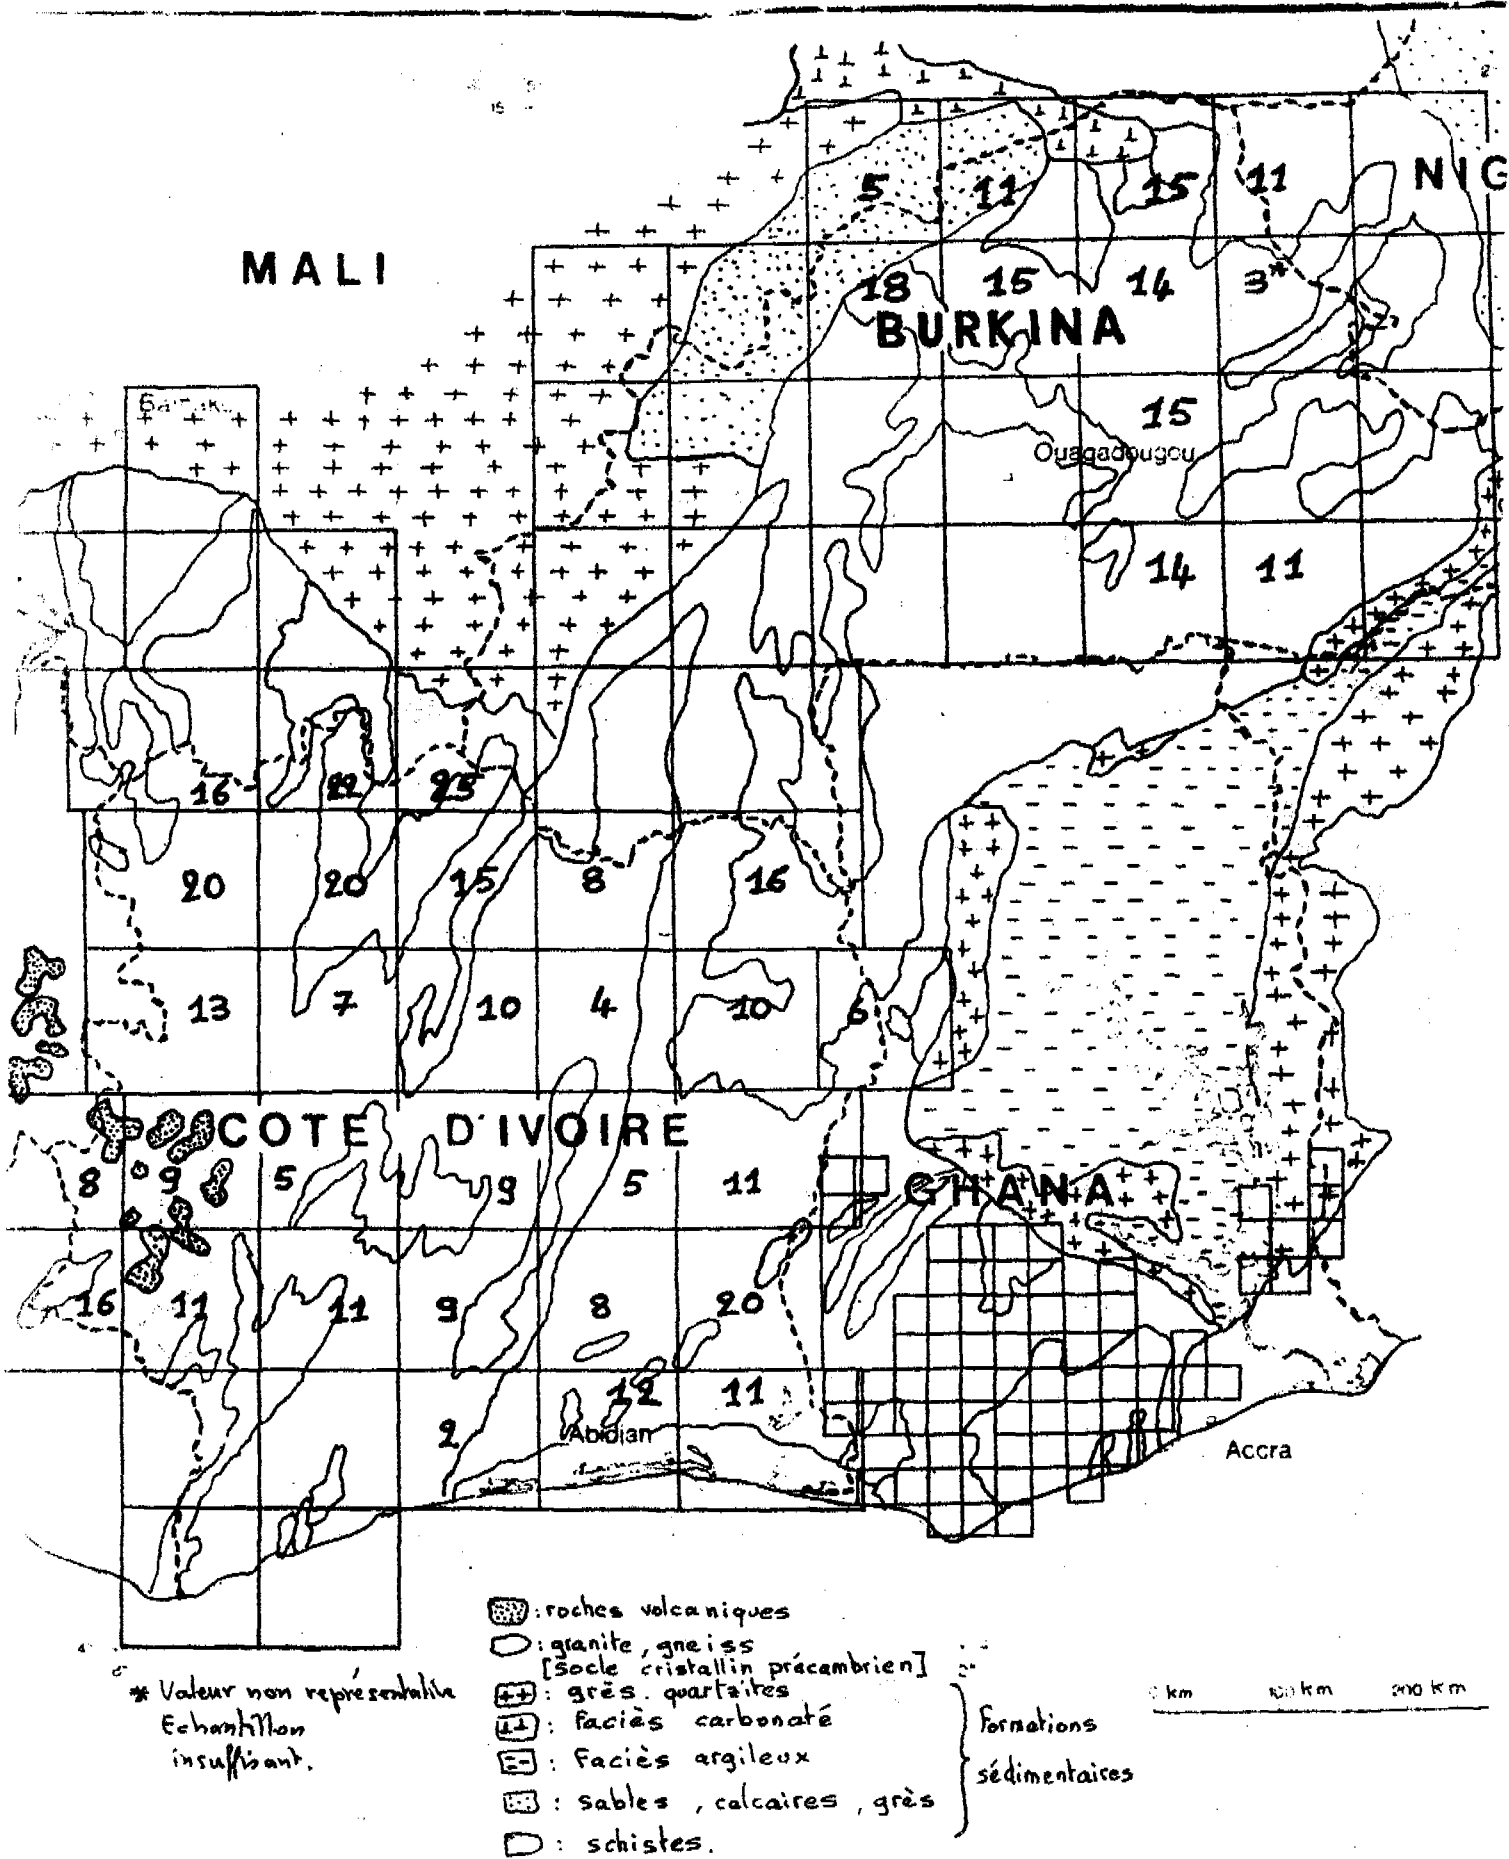 5 11 15 11 NIG
MALI
18 15 14 3*
BURKINA
15
Ouagadougou
14 11
16 22 23
20 20 15 8 16
13 7 10 4 10 6
COTE D'IVOIRE
8 9 5 9 5 11
GHANA
16 11 11 9 8 20
12 11
2
Abidjan
Accra
: roches volcaniques
: granite, gneiss
[socle cristallin précambrien]
: grès. quartzites
: faciès carbonaté
: faciès argileux
: sables, calcaires, grès
: schistes.
Formations
sédimentaires
* Valeur non représentative
Echantillon
insuffisant.
km 100 km 200 km